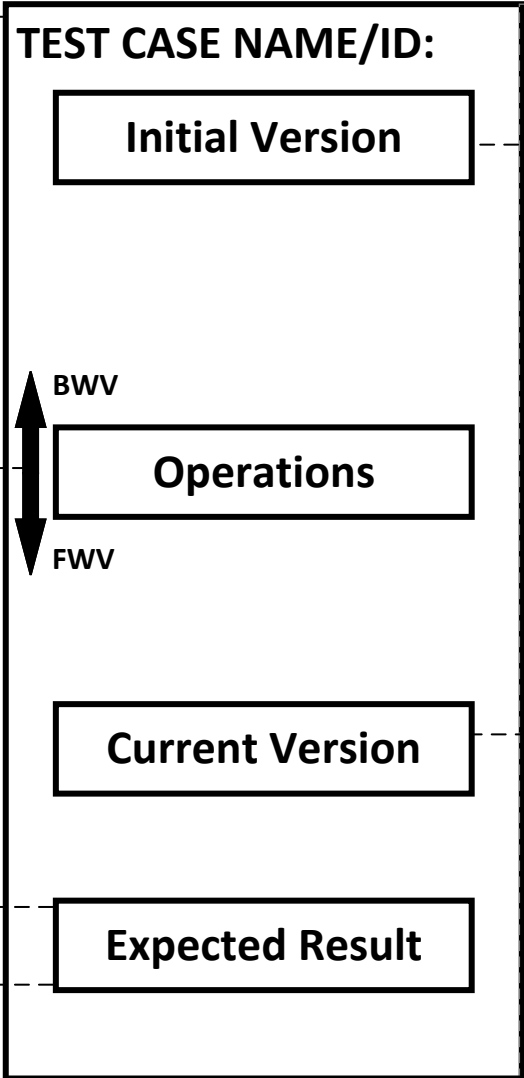 TEST CASE NAME/ID:
Initial Version
BWV
Operations
FWV
Current Version
Expected Result